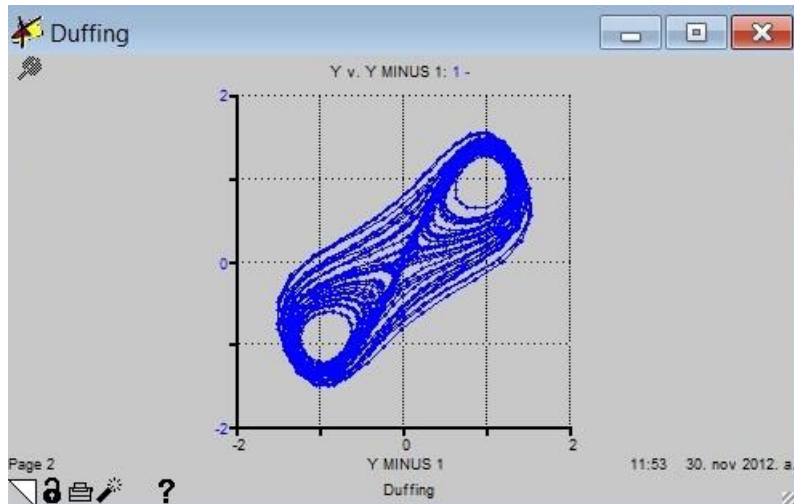 Duffing
Y v. Y MINUS 1: 1 -
2
0
-2
-2 0 2
Page 2 Y MINUS 1 11:53 30. nov 2012. a.
? Duffing